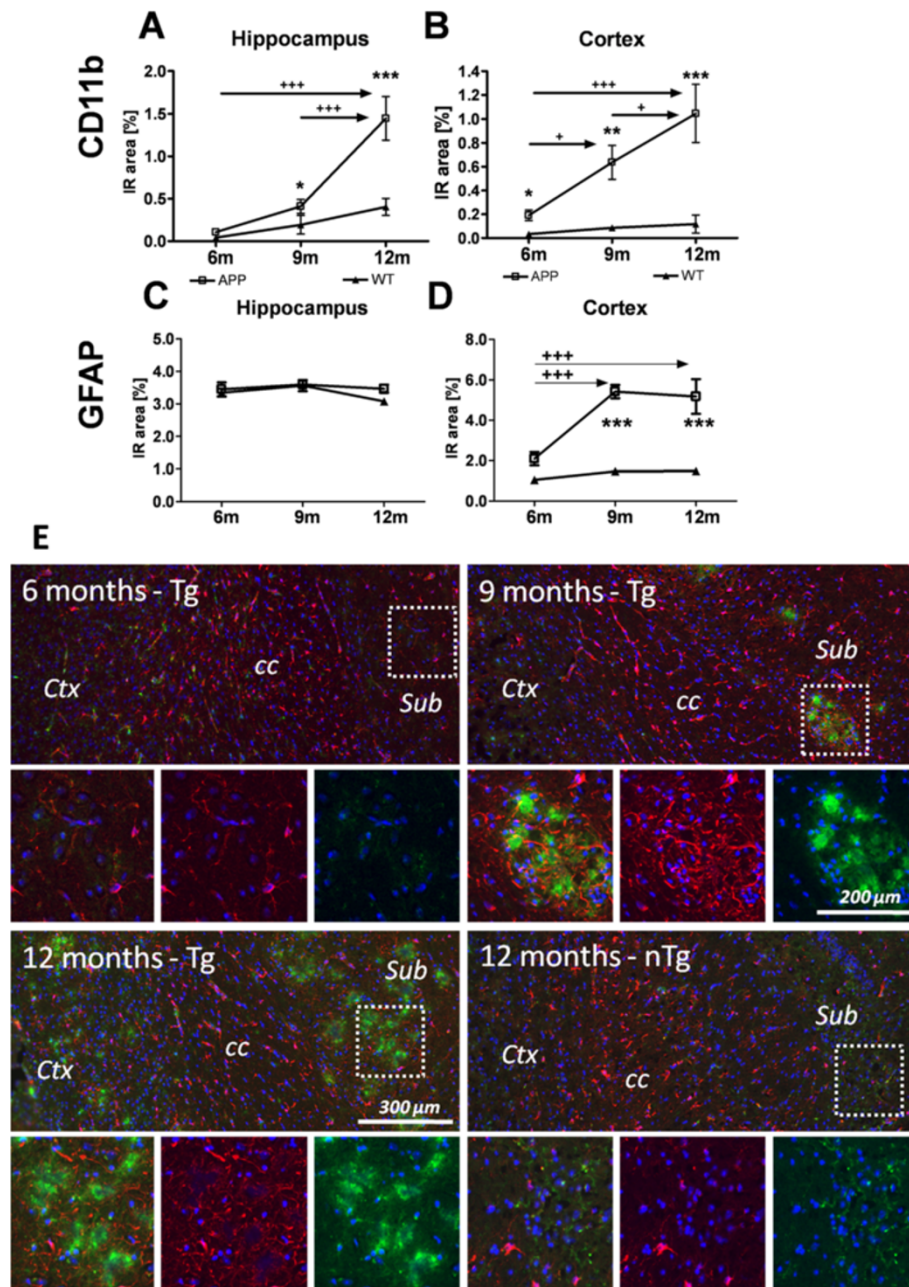 A
Hippocampus
CD11b
IR area [%]
2.0
1.5
1.0
0.5
0.0
+++
+++
*
***
6m 9m 12m
APP WT
B
Cortex
IR area [%]
1.4
1.2
1.0
0.8
0.6
0.4
0.2
0.0
+++
+
+
*
**
***
6m 9m 12m
APP WT
C
Hippocampus
GFAP
IR area [%]
5.0
4.0
3.0
2.0
1.0
0.0
6m 9m 12m
D
Cortex
IR area [%]
8.0
6.0
4.0
2.0
0.0
+++
+++
*** ***
6m 9m 12m
E
6 months - Tg
Ctx
cc
Sub
9 months - Tg
Ctx
cc
Sub
200 µm
12 months - Tg
Ctx
cc
Sub
300 µm
12 months - nTg
Ctx
cc
Sub